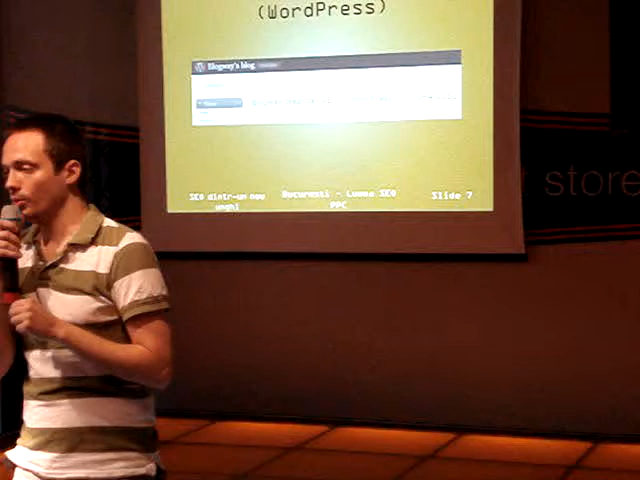 (WordPress)
Blogway's blog
SEO dintr-un nou
unghi
Bucuresti - Lumea SEO
PPC
Slide 7
store